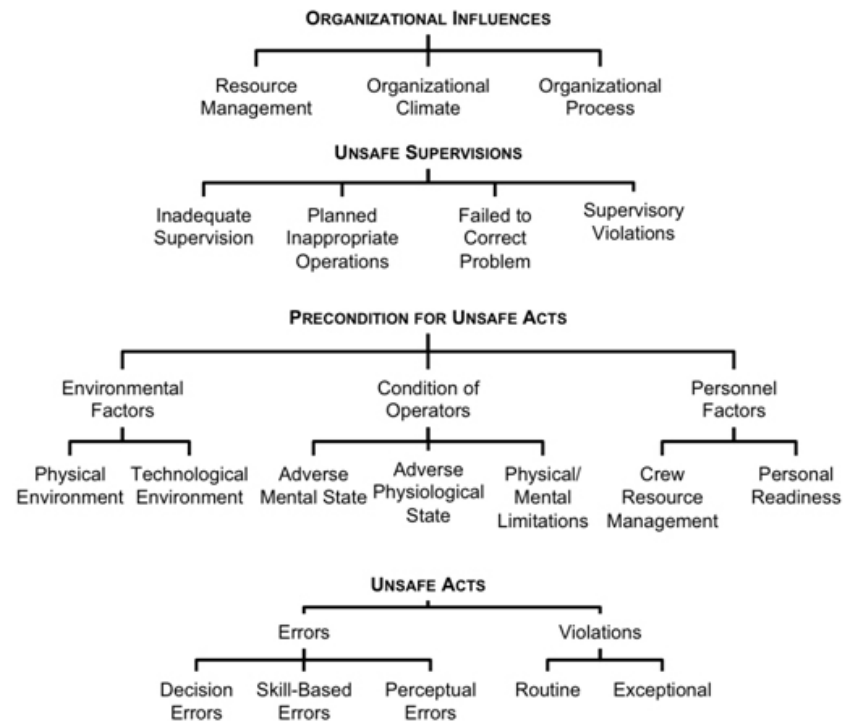 ORGANIZATIONAL INFLUENCES
Resource
Management
Organizational
Climate
Organizational
Process
UNSAFE SUPERVISIONS
Inadequate
Supervision
Planned
Inappropriate
Operations
Failed to
Correct
Problem
Supervisory
Violations
PRECONDITION FOR UNSAFE ACTS
Environmental
Factors
Condition of
Operators
Personnel
Factors
Physical
Environment
Technological
Environment
Adverse
Mental State
Adverse
Physiological
State
Physical/
Mental
Limitations
Crew
Resource
Management
Personal
Readiness
UNSAFE ACTS
Errors
Violations
Decision
Errors
Skill-Based
Errors
Perceptual
Errors
Routine
Exceptional